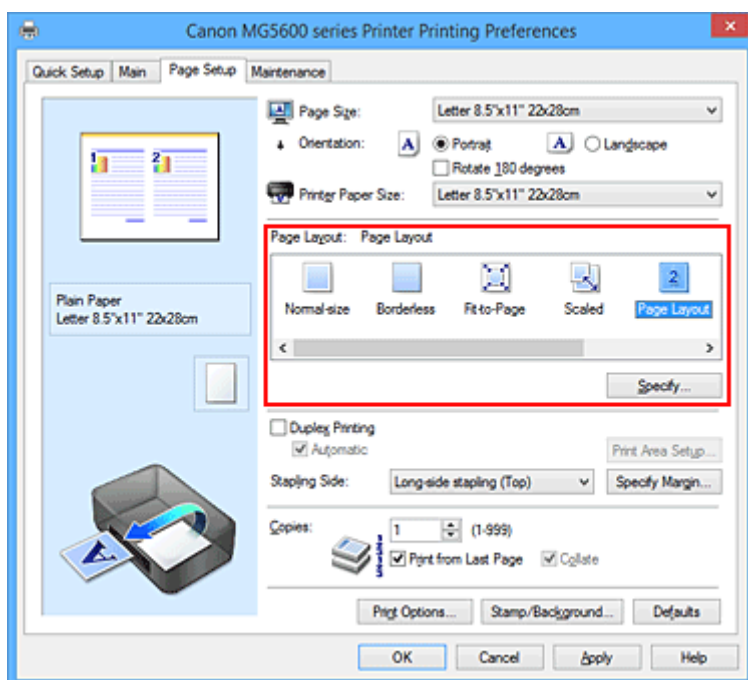 Canon MG5600 series Printer Printing Preferences
Quick Setup Main Page Setup Maintenance
1 2
Plain Paper
Letter 8.5"x11" 22x28cm
Page Size: Letter 8.5"x11" 22x28cm
Orientation: A Portrait A Landscape
Rotate 180 degrees
Printer Paper Size: Letter 8.5"x11" 22x28cm
Page Layout: Page Layout
2
Normal-size Borderless Fit-to-Page Scaled Page Layout
Specify...
Duplex Printing
Automatic
Print Area Setup...
Stapling Side: Long-side stapling (Top) Specify Margin...
Copies: 1 (1-999)
Print from Last Page Collate
A
Print Options... Stamp/Background... Defaults
OK Cancel Apply Help